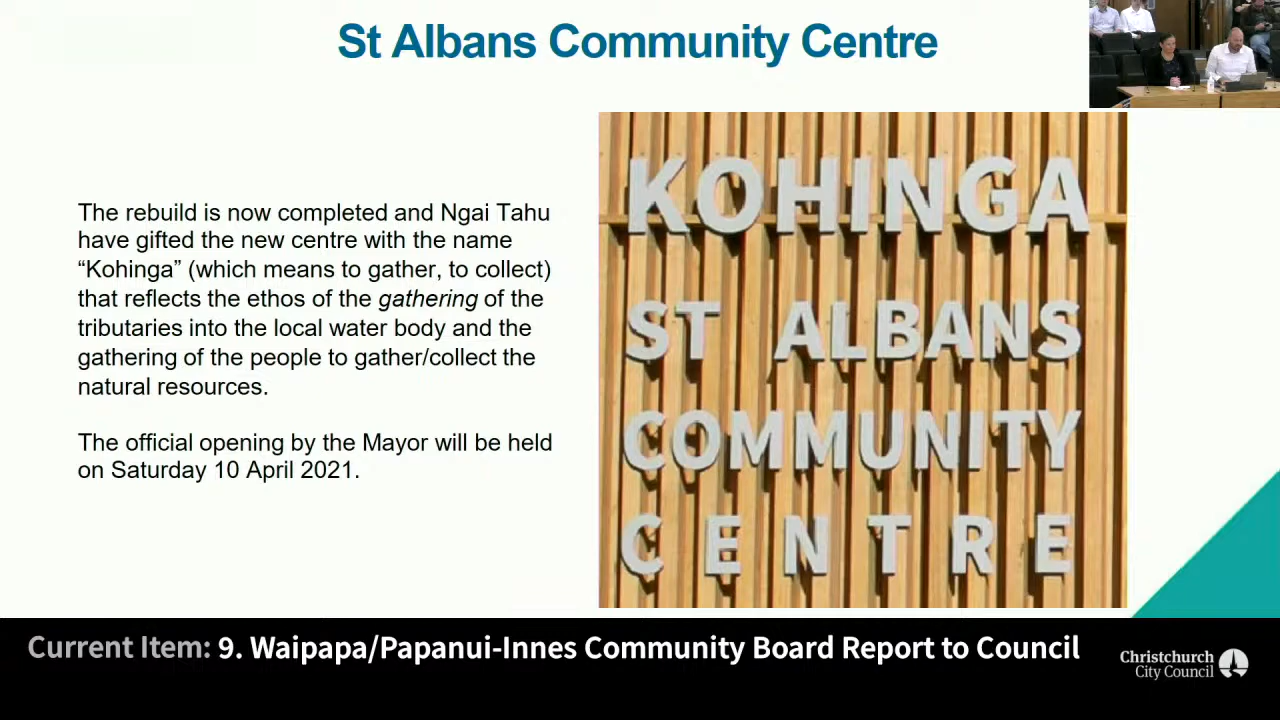 St Albans Community Centre
The rebuild is now completed and Ngai Tahu
have gifted the new centre with the name
“Kohinga” (which means to gather, to collect)
that reflects the ethos of the gathering of the
tributaries into the local water body and the
gathering of the people to gather/collect the
natural resources.
The official opening by the Mayor will be held
on Saturday 10 April 2021.
KOHINGA
ST ALBANS
COMMUNITY
CENTRE
Current Item: 9. Waipapa/Papanui-Innes Community Board Report to Council
Christchurch
City Council